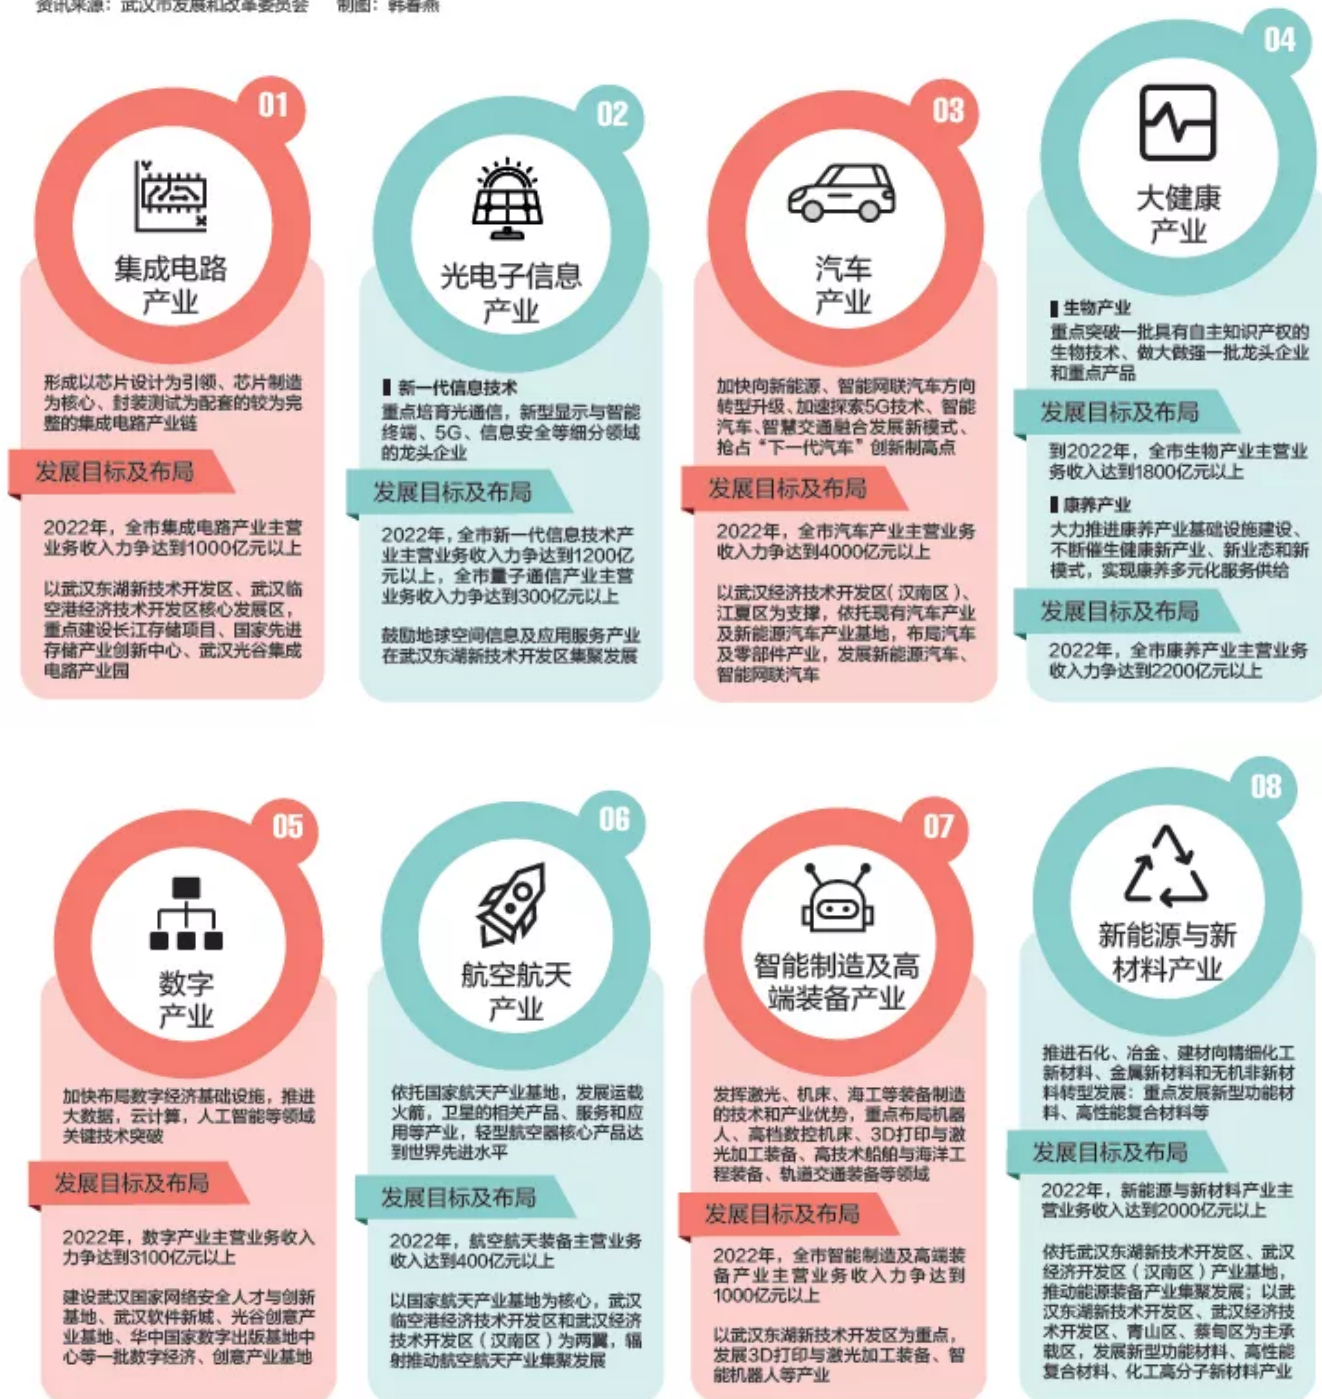 资讯来源：武汉市发展和改革委员会 制图：韩春燕
01
集成电路
产业
形成以芯片设计为引领、芯片制造
为核心、封装测试为配套的较为完
整的集成电路产业链
发展目标及布局
2022年，全市集成电路产业主营
业务收入力争达到1000亿元以上
以武汉东湖新技术开发区、武汉临
空港经济技术开发区核心发展区，
重点建设长江存储项目、国家先进
存储产业创新中心、武汉光谷集成
电路产业园
02
光电子信息
产业
新一代信息技术
重点培育光通信，新型显示与智能
终端、5G、信息安全等细分领域
的龙头企业
发展目标及布局
2022年，全市新一代信息技术产
业主营业务收入力争达到1200亿
元以上，全市量子通信产业主营
业务收入力争达到300亿元以上
鼓励地球空间信息及应用服务产业
在武汉东湖新技术开发区集聚发展
03
汽车
产业
加快向新能源、智能网联汽车方向
转型升级、加速探索5G技术、智能
汽车、智慧交通融合发展新模式、
抢占“下一代汽车”创新制高点
发展目标及布局
2022年，全市汽车产业主营业务
收入力争达到4000亿元以上
以武汉经济技术开发区（汉南区）、
江夏区为支撑，依托现有汽车产业
及新能源汽车产业基地，布局汽车
及零部件产业，发展新能源汽车、
智能网联汽车
04
大健康
产业
生物产业
重点突破一批具有自主知识产权的
生物技术、做大做强一批龙头企业
和重点产品
发展目标及布局
到2022年，全市生物产业主营业
务收入达到1800亿元以上
康养产业
大力推进康养产业基础设施建设、
不断催生健康新产业、新业态和新
模式，实现康养多元化服务供给
发展目标及布局
2022年，全市康养产业主营业务
收入力争达到2200亿元以上
05
数字
产业
加快布局数字经济基础设施，推进
大数据，云计算，人工智能等领域
关键技术突破
发展目标及布局
2022年，数字产业主营业务收入
力争达到3100亿元以上
建设武汉国家网络安全人才与创新
基地、武汉软件新城、光谷创意产
业基地、华中国家数字出版基地中
心等一批数字经济、创意产业基地
06
航空航天
产业
依托国家航天产业基地，发展运载
火箭，卫星的相关产品、服务和应
用等产业，轻型航空器核心产品达
到世界先进水平
发展目标及布局
2022年，航空航天装备主营业务
收入达到400亿元以上
以国家航天产业基地为核心，武汉
临空港经济技术开发区和武汉经济
技术开发区（汉南区）为两翼，辐
射推动航空航天产业集聚发展
07
智能制造及高
端装备产业
发挥激光、机床、海工等装备制造
的技术和产业优势，重点布局机器
人、高档数控机床、3D打印与激
光加工装备、高技术船舶与海洋工
程装备、轨道交通装备等领域
发展目标及布局
2022年，全市智能制造及高端装
备产业主营业务收入力争达到
1000亿元以上
以武汉东湖新技术开发区为重点，
发展3D打印与激光加工装备、智
能机器人等产业
08
新能源与新
材料产业
推进石化、冶金、建材向精细化工
新材料、金属新材料和无机非新材
料转型发展：重点发展新型功能材
料、高性能复合材料等
发展目标及布局
2022年，新能源与新材料产业主
营业务收入达到2000亿元以上
依托武汉东湖新技术开发区、武汉
经济开发区（汉南区）产业基地，
推动能源装备产业集聚发展；以武
汉东湖新技术开发区、武汉经济技
术开发区、青山区、蔡甸区为主承
载区，发展新型功能材料、高性能
复合材料、化工高分子新材料产业